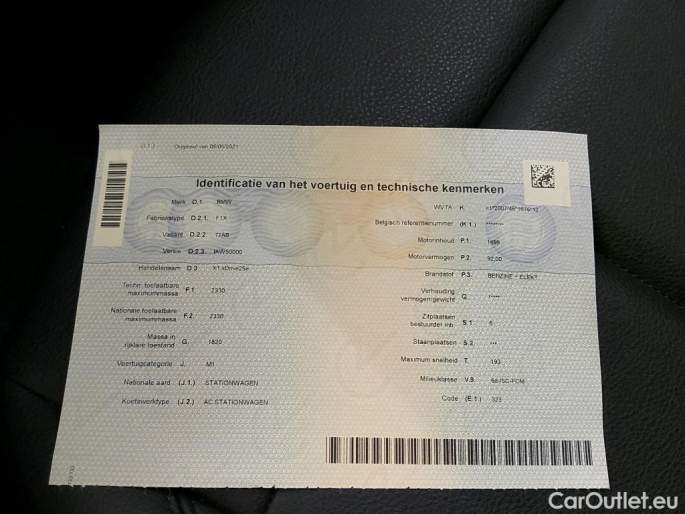 Identificatie van het voertuig en technische kenmerken
Merk D.1. BMW
Fabriekstype D.2.1. F1X
Variant D.2.2. 72AB
Versie D.2.3.
Handelsnaam D.3. X1 xDrive25e
Techn. toelaatbare maximummassa F.1. 2330
Nationale toelaatbare maximummassa F.2. 2330
Massa in rijklare toestand G. 1820
Voertuigcategorie J. M1
Nationale aard (J.1.) STATIONWAGEN
Koetswerktype (J.2.) AC STATIONWAGEN
WVTA K.
Belgisch referentienummer (K.1.) *******
Motorinhoud P.1. 1499
Motorvermogen P.2. 92,00
Brandstof P.3. BENZINE - ELEKT
Verhouding vermogen/gewicht Q. *****
Zitplaatsen bestuurder inb. S.1. 5
Staanplaatsen S.2. ***
Maximum snelheid T. 193
Milieuklasse V.9.
Code (E.1.) 323
CarOutlet.eu